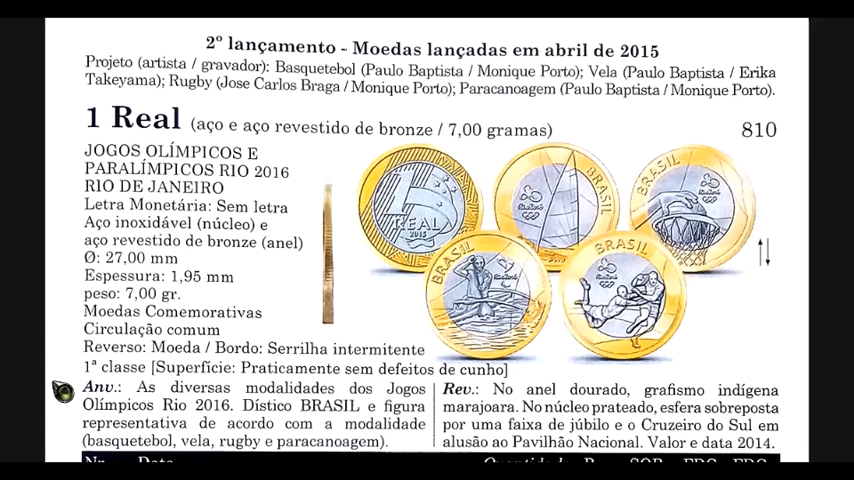 2º lançamento - Moedas lançadas em abril de 2015
Projeto (artista / gravador): Basquetebol (Paulo Baptista / Monique Porto); Vela (Paulo Baptista / Erika
Takeyama); Rugby (Jose Carlos Braga / Monique Porto); Paracanoagem (Paulo Baptista / Monique Porto).
1 Real (aço e aço revestido de bronze / 7,00 gramas) 810
JOGOS OLÍMPICOS E
PARALÍMPICOS RIO 2016
RIO DE JANEIRO
Letra Monetária: Sem letra
Aço inoxidável (núcleo) e
aço revestido de bronze (anel)
Ø: 27,00 mm
Espessura: 1,95 mm
peso: 7,00 gr.
Moedas Comemorativas
Circulação comum
Reverso: Moeda / Bordo: Serrilha intermitente
1ª classe [Superfície: Praticamente sem defeitos de cunho]
1
REAL
2015
BRASIL
BRASIL
BRASIL
BRASIL
Anv.: As diversas modalidades dos Jogos
Olímpicos Rio 2016. Dístico BRASIL e figura
representativa de acordo com a modalidade
(basquetebol, vela, rugby e paracanoagem).
Rev.: No anel dourado, grafismo indígena
marajoara. No núcleo prateado, esfera sobreposta
por uma faixa de júbilo e o Cruzeiro do Sul em
alusão ao Pavilhão Nacional. Valor e data 2014.